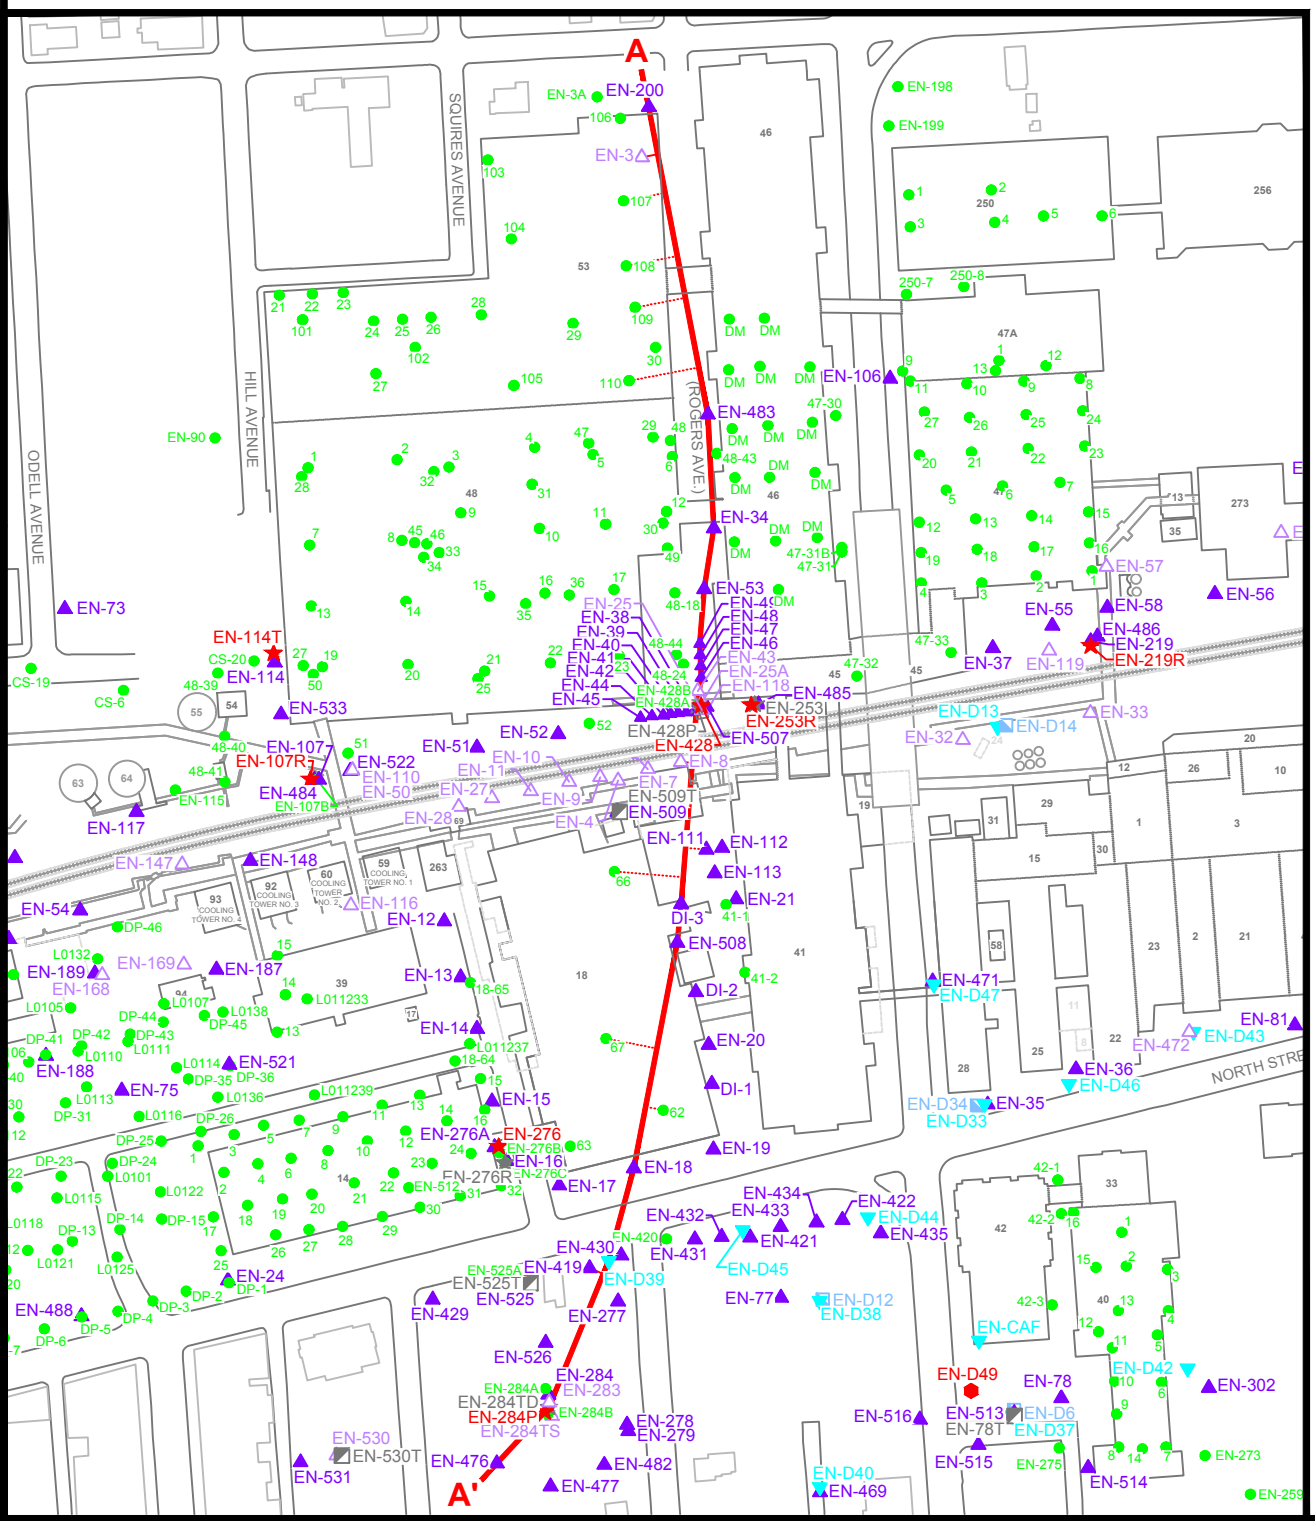 A
EN-200
EN-3A
106
EN-198
EN-199
SQUIRES AVENUE
46
EN-3
103
107
1
2
250
256
3
4
5
6
104
53
108
250-7
250-8
21
22
23
101
24
25
26
102
27
28
29
109
30
DM
DM
47A
105
110
DM
DM
DM
EN-106
9
11
1
13
10
9
12
8
HILL AVENUE
(ROGERS AVE.)
EN-483
47-30
EN-90
1
28
2
32
3
4
47
5
29
48
6
48-43
DM
DM
DM
27
26
25
24
ODELL AVENUE
48
9
31
12
DM
DM
DM
46
20
21
22
23
5
6
47
7
13
35
273
7
8
45
46
33
34
10
11
30
49
EN-34
DM
DM
47-31B
47-31
12
13
14
15
19
18
17
16
EN-57
EN-73
13
14
15
35
16
36
17
48-18
EN-53
DM
4
3
2
1
EN-58
EN-56
EN-25
EN-38
EN-39
EN-40
EN-41
EN-42
EN-44
EN-45
EN-49
EN-48
EN-47
EN-46
EN-43
EN-25A
EN-118
48-44
48-24
EN-428B
EN-428A
EN-55
EN-486
EN-219
EN-219R
EN-37
EN-119
EN-114T
CS-20
EN-114
CS-19
CS-6
48-39
27
19
50
20
21
25
22
23
47-33
47-32
45
45
55
54
EN-533
52
EN-428P
EN-428
EN-507
EN-485
EN-253
EN-253R
EN-D13
EN-D14
EN-33
EN-32
24
48-40
EN-107
EN-107R
51
EN-522
EN-110
EN-50
EN-484
EN-107B
EN-51
EN-52
EN-10
EN-11
EN-27
EN-28
EN-9
EN-4
EN-7
EN-8
EN-509T
EN-509
63
64
48-41
EN-115
EN-117
69
20
12
26
10
19
29
31
1
3
30
15
EN-147
EN-148
59
COOLING
TOWER NO. 1
60
COOLING
TOWER
NO. 2
92
COOLING
TOWER NO. 3
93
COOLING
TOWER NO. 4
263
EN-111
EN-112
EN-113
66
EN-54
EN-116
EN-12
DI-3
EN-21
41-1
DP-46
EN-508
41
58
23
2
21
L0132
EN-189
EN-168
EN-169
EN-187
15
39
EN-13
18-65
18
DI-2
41-2
EN-471
EN-D47
L0105
94
L0107
14
L011233
17
DP-44
DP-45
L0138
13
EN-14
EN-20
11
8
22
EN-472
EN-D43
EN-81
DP-41
DP-42
L0110
DP-43
L0111
EN-188
L0114
EN-521
DP-35
DP-36
L011237
18-64
67
25
28
EN-36
EN-D46
NORTH STRE
EN-75
L0113
DP-31
L0136
L011239
15
EN-15
DI-1
EN-D34
EN-D33
EN-35
L0116
DP-26
DP-25
5
7
9
11
13
14
16
62
1
3
8
10
12
24
EN-276A
EN-276
EN-276B
63
EN-16
EN-276C
EN-276R
EN-19
EN-18
EN-17
DP-23
DP-24
L0101
L0115
L0122
2
4
6
14
21
22
23
EN-512
31
32
42-1
33
42-2
16
L0118
DP-13
DP-14
DP-15
17
18
19
20
30
L0121
L0125
25
26
27
28
29
EN-420
EN-430
EN-419
EN-D39
EN-432
EN-431
EN-434
EN-433
EN-421
EN-422
EN-D44
EN-435
EN-D45
42
1
15
2
3
EN-24
DP-1
DP-2
DP-3
DP-4
DP-5
DP-6
EN-488
EN-525A
EN-525T
EN-525
EN-429
EN-277
EN-77
EN-D12
EN-D38
42-3
40
13
12
11
4
5
EN-526
EN-CAF
EN-D42
EN-284
EN-283
EN-284A
EN-284TD
EN-284P
EN-284B
EN-284TS
EN-D49
EN-78
10
6
EN-302
EN-278
EN-279
EN-516
EN-513
EN-D6
EN-78T
EN-D37
9
EN-530
EN-530T
EN-531
EN-476
EN-482
EN-477
EN-515
EN-275
8
14
7
EN-273
EN-514
EN-D40
EN-469
EN-259
A'